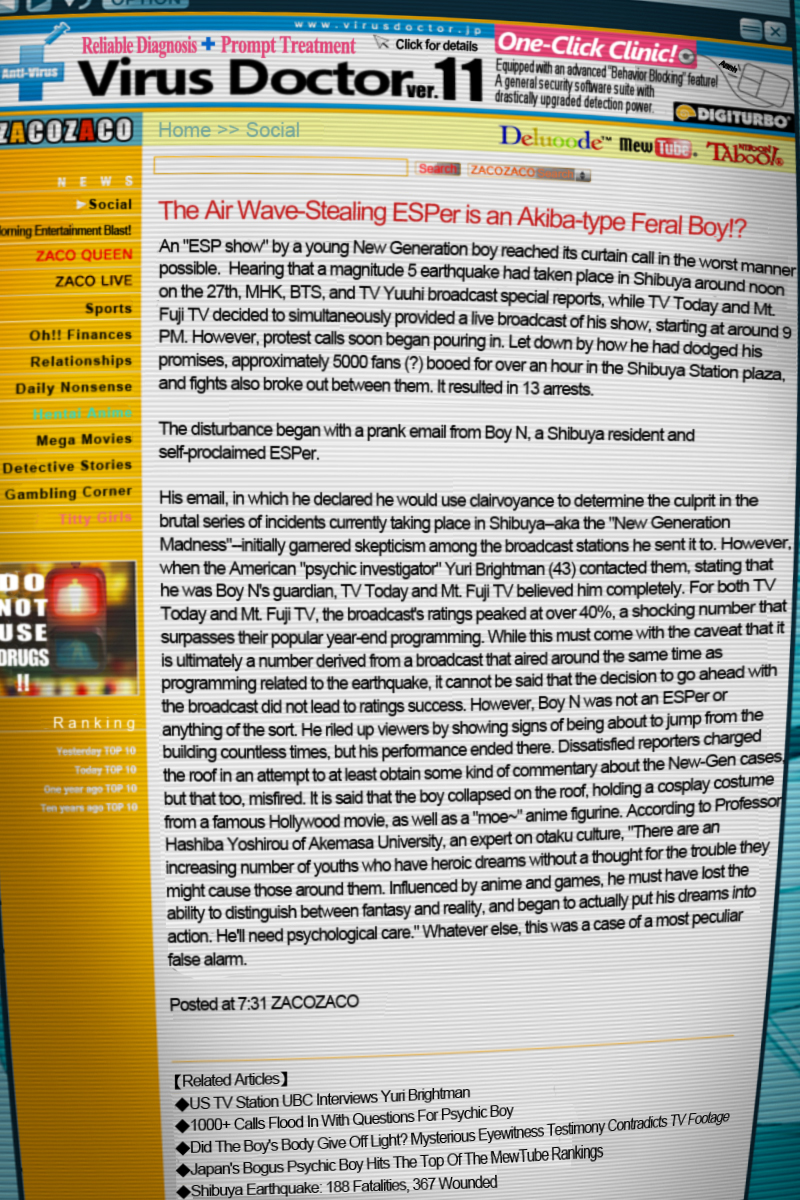 OPTION
www.virusdoctor.jp
Reliable Diagnosis + Prompt Treatment
Click for details
Anti-Virus
Virus Doctor ver.11
One-Click Clinic!
Equipped with an advanced "Behavior Blocking" feature!
A general security software suite with
drastically upgraded detection power.
DIGITURBO
ZACOZACO
Home >> Social
Deluoode™
MewTube.
TABOO!®
Search
ZACOZACO
NEWS
Social
Morning Entertainment Blast!
ZACO QUEEN
ZACO LIVE
Sports
Oh!! Finances
Relationships
Daily Nonsense
Hentai Anime
Mega Movies
Detective Stories
Gambling Corner
Titty Girls
DO
NOT
USE
DRUGS
!!
Ranking
Yesterday TOP 10
Today TOP 10
One year ago TOP 10
Ten years ago TOP 10
The Air Wave-Stealing ESPer is an Akiba-type Feral Boy!?
An "ESP show" by a young New Generation boy reached its curtain call in the worst manner
possible. Hearing that a magnitude 5 earthquake had taken place in Shibuya around noon
on the 27th, MHK, BTS, and TV Yuuhi broadcast special reports, while TV Today and Mt.
Fuji TV decided to simultaneously provided a live broadcast of his show, starting at around 9
PM. However, protest calls soon began pouring in. Let down by how he had dodged his
promises, approximately 5000 fans (?) booed for over an hour in the Shibuya Station plaza,
and fights also broke out between them. It resulted in 13 arrests.
The disturbance began with a prank email from Boy N, a Shibuya resident and
self-proclaimed ESPer.
His email, in which he declared he would use clairvoyance to determine the culprit in the
brutal series of incidents currently taking place in Shibuya--aka the "New Generation
Madness"--initially garnered skepticism among the broadcast stations he sent it to. However,
when the American "psychic investigator" Yuri Brightman (43) contacted them, stating that
he was Boy N's guardian, TV Today and Mt. Fuji TV believed him completely. For both TV
Today and Mt. Fuji TV, the broadcast's ratings peaked at over 40%, a shocking number that
surpasses their popular year-end programming. While this must come with the caveat that it
is ultimately a number derived from a broadcast that aired around the same time as
programming related to the earthquake, it cannot be said that the decision to go ahead with
the broadcast did not lead to ratings success. However, Boy N was not an ESPer or
anything of the sort. He riled up viewers by showing signs of being about to jump from the
building countless times, but his performance ended there. Dissatisfied reporters charged
the roof in an attempt to at least obtain some kind of commentary about the New-Gen cases,
but that too, misfired. It is said that the boy collapsed on the roof, holding a cosplay costume
from a famous Hollywood movie, as well as a "moe~" anime figurine. According to Professor
Hashiba Yoshirou of Akemasa University, an expert on otaku culture, "There are an
increasing number of youths who have heroic dreams without a thought for the trouble they
might cause those around them. Influenced by anime and games, he must have lost the
ability to distinguish between fantasy and reality, and began to actually put his dreams into
action. He'll need psychological care." Whatever else, this was a case of a most peculiar
false alarm.
Posted at 7:31 ZACOZACO
【Related Articles】
◆US TV Station UBC Interviews Yuri Brightman
◆1000+ Calls Flood In With Questions For Psychic Boy
◆Did The Boy's Body Give Off Light? Mysterious Eyewitness Testimony Contradicts TV Footage
◆Japan's Bogus Psychic Boy Hits The Top Of The MewTube Rankings
◆Shibuya Earthquake: 188 Fatalities, 367 Wounded